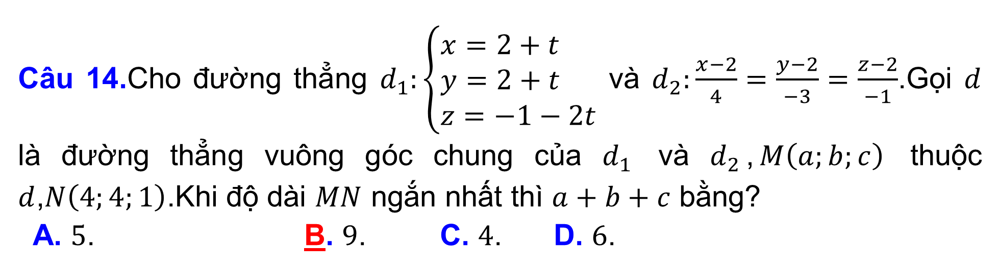 Câu 14.Cho đường thẳng $d_1:\begin{cases} x = 2 + t \\ y = 2 + t \\ z = -1 - 2t \end{cases}$ và $d_2:\frac{x-2}{4} = \frac{y-2}{-3} = \frac{z-2}{-1}$.Gọi $d$
là đường thẳng vuông góc chung của $d_1$ và $d_2$, $M(a;b;c)$ thuộc
$d$,$N(4;4;1)$.Khi độ dài $MN$ ngắn nhất thì $a + b + c$ bằng?
A. 5. B. 9. C. 4. D. 6.